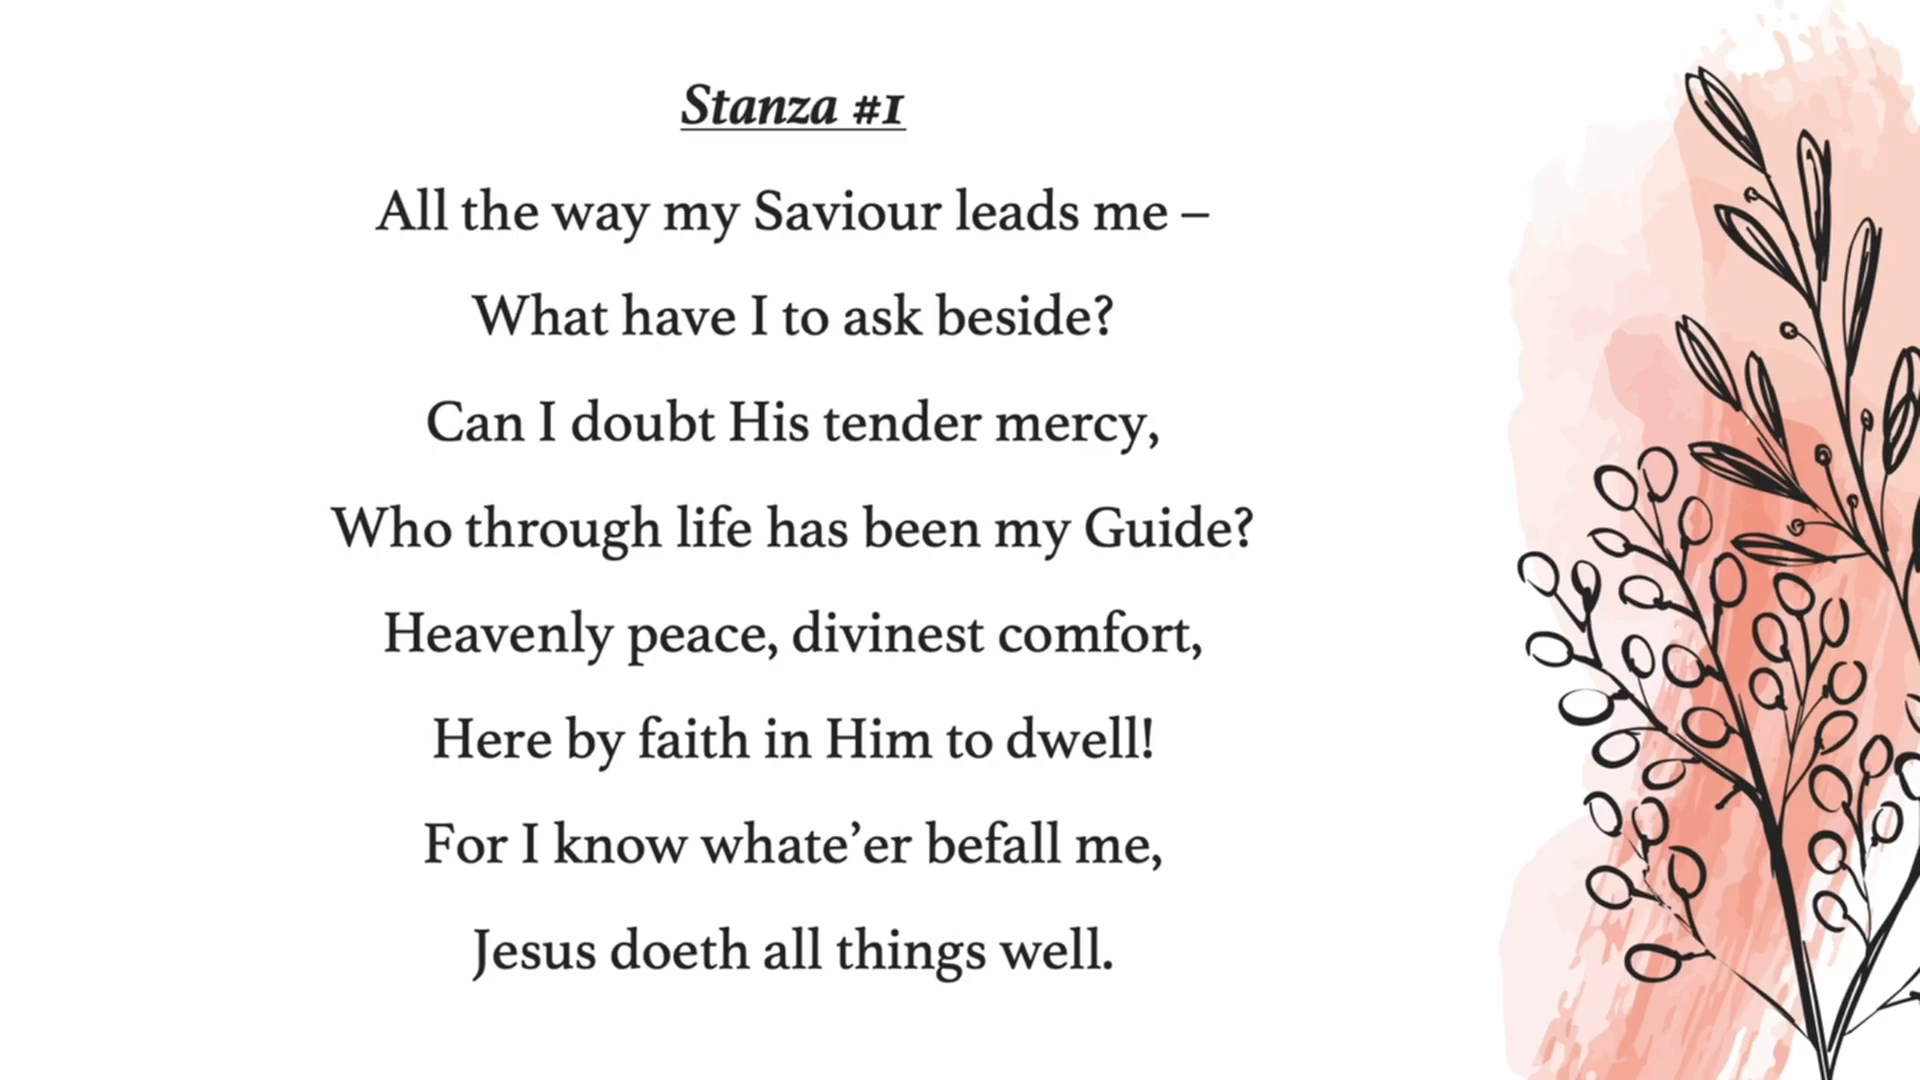 Stanza #1
All the way my Saviour leads me –
What have I to ask beside?
Can I doubt His tender mercy,
Who through life has been my Guide?
Heavenly peace, divinest comfort,
Here by faith in Him to dwell!
For I know whate’er befall me,
Jesus doeth all things well.